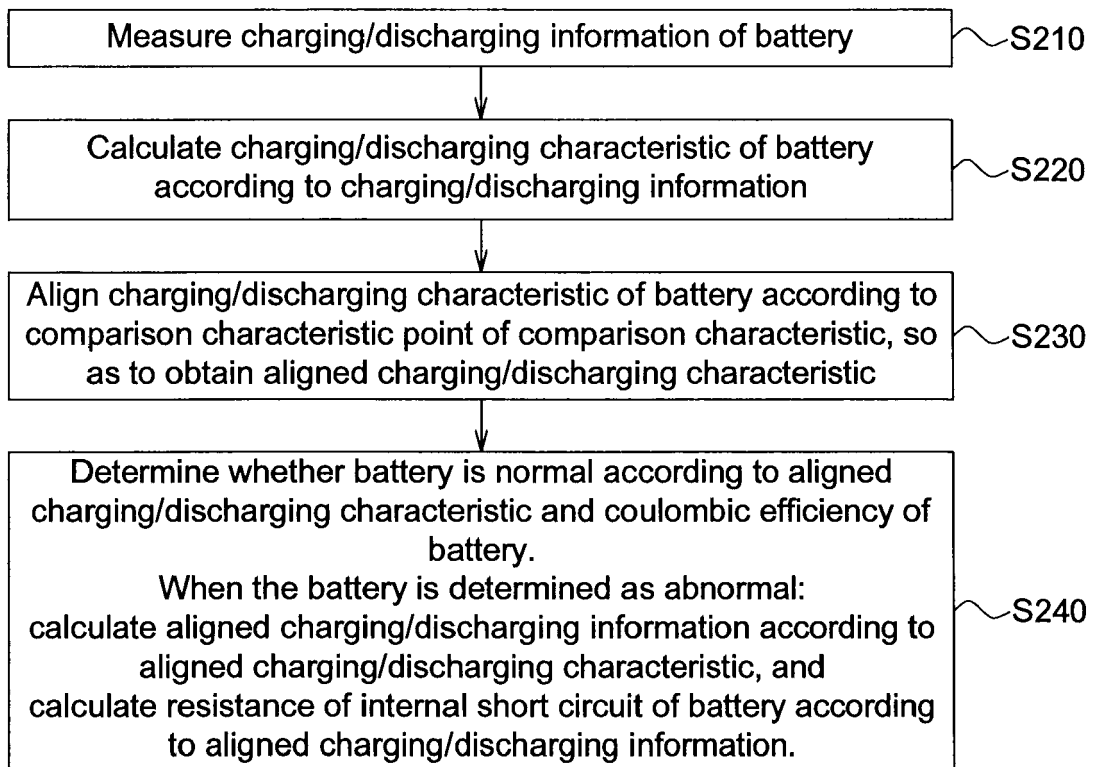 Measure charging/discharging information of battery
S210
Calculate charging/discharging characteristic of battery
according to charging/discharging information
S220
Align charging/discharging characteristic of battery according to
comparison characteristic point of comparison characteristic, so
as to obtain aligned charging/discharging characteristic
S230
Determine whether battery is normal according to aligned
charging/discharging characteristic and coulombic efficiency of
battery.
When the battery is determined as abnormal:
calculate aligned charging/discharging information according to
aligned charging/discharging characteristic, and
calculate resistance of internal short circuit of battery according
to aligned charging/discharging information.
S240